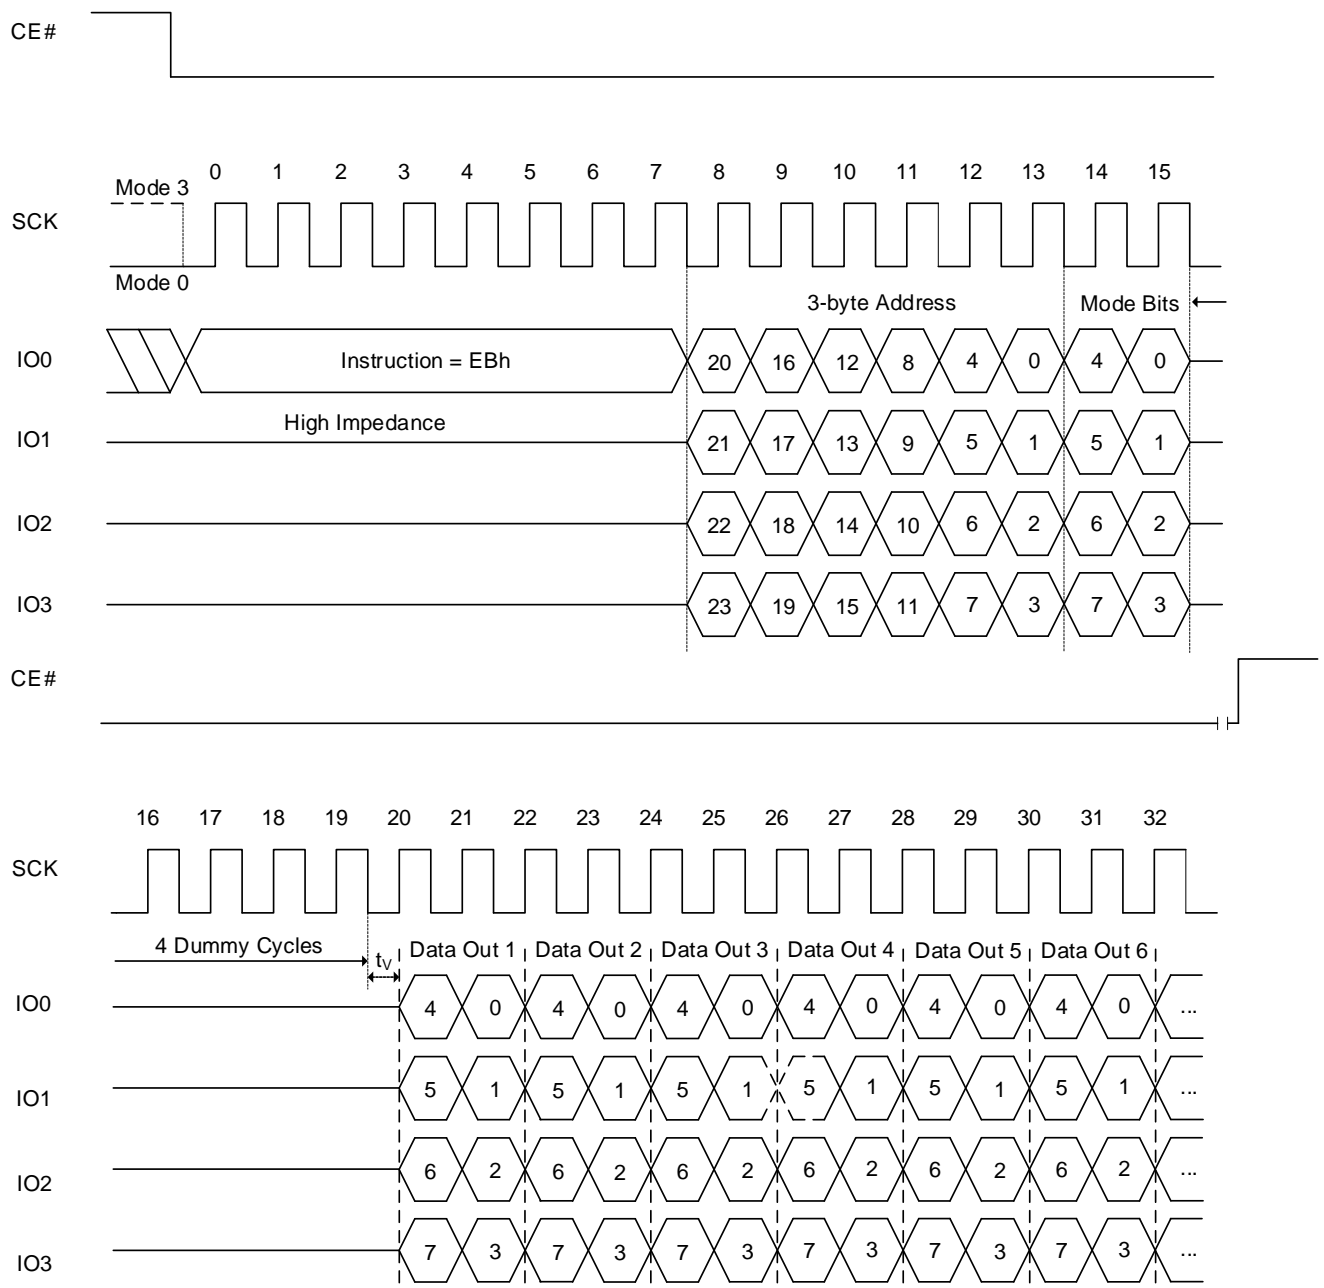 CE#
0 1 2 3 4 5 6 7 8 9 10 11 12 13 14 15
Mode 3
SCK
Mode 0
3-byte Address Mode Bits
IO0 Instruction = EBh 20 16 12 8 4 0 4 0
High Impedance
IO1 21 17 13 9 5 1 5 1
IO2 22 18 14 10 6 2 6 2
IO3 23 19 15 11 7 3 7 3
CE#
16 17 18 19 20 21 22 23 24 25 26 27 28 29 30 31 32
SCK
4 Dummy Cycles tV Data Out 1 Data Out 2 Data Out 3 Data Out 4 Data Out 5 Data Out 6
IO0 4 0 4 0 4 0 4 0 4 0 4 0 ...
IO1 5 1 5 1 5 1 5 1 5 1 5 1 ...
IO2 6 2 6 2 6 2 6 2 6 2 6 2 ...
IO3 7 3 7 3 7 3 7 3 7 3 7 3 ...